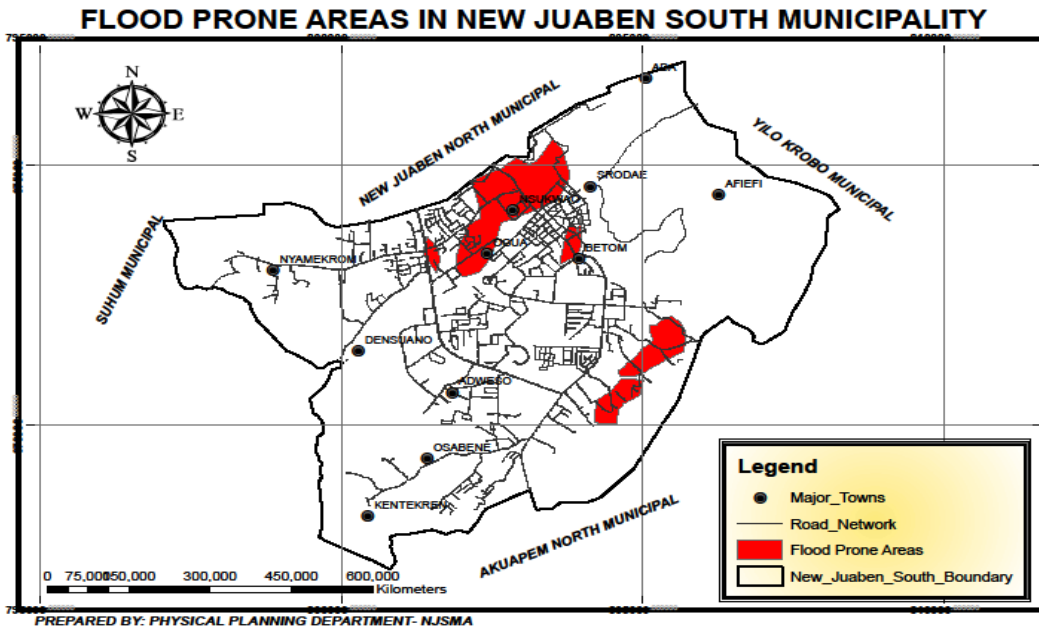 FLOOD PRONE AREAS IN NEW JUABEN SOUTH MUNICIPALITY
N
W E
S
ADA
NEW JUABEN NORTH MUNICIPAL
YILO KROBO MUNICIPAL
SRODAE
AFIEFI
NSUKWAO
SUHUM MUNICIPAL
OGUA
BETOM
NYAMEKROM
DENSUANO
ADWESO
OSABENE
KENTEKREN
AKUAPEM NORTH MUNICIPAL
Legend
Major_Towns
Road_Network
Flood Prone Areas
New_Juaben_South_Boundary
0 75,000150,000 300,000 450,000 600,000
Kilometers
PREPARED BY: PHYSICAL PLANNING DEPARTMENT- NJSMA